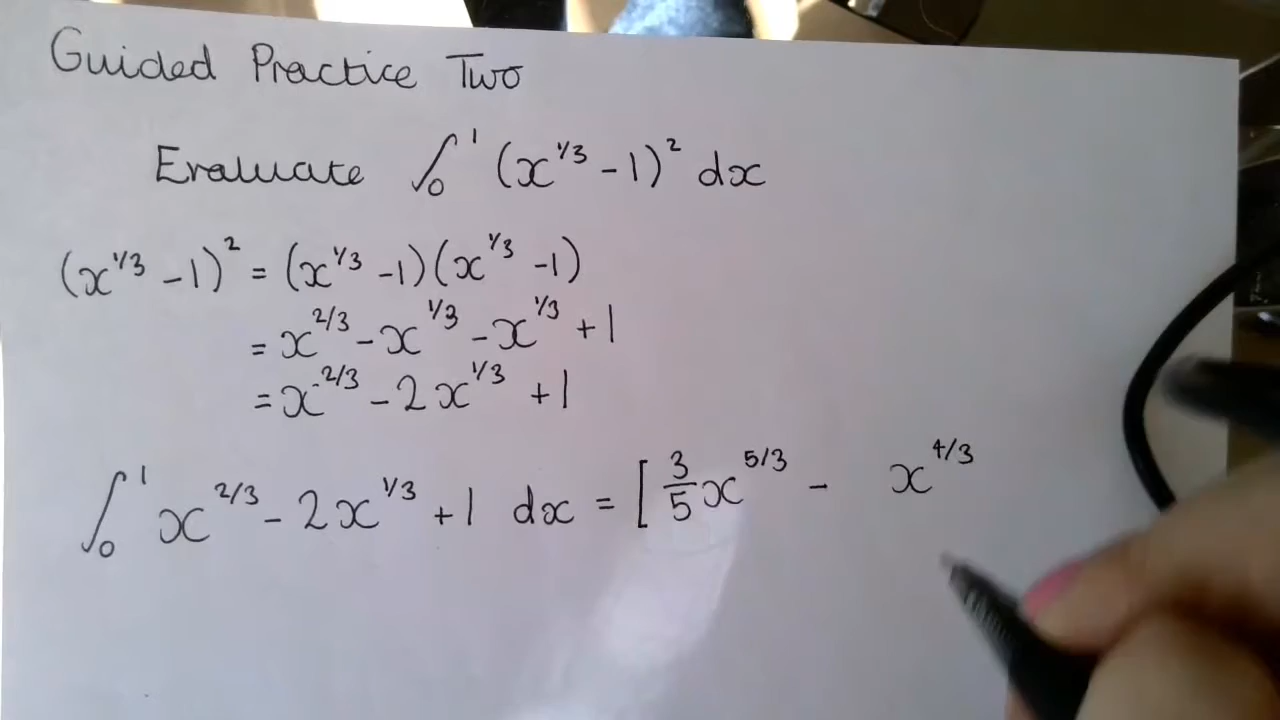 Guided Practice Two
Evaluate ∫₀¹ (x^{1/3} - 1)² dx
(x^{1/3} - 1)² = (x^{1/3} - 1)(x^{1/3} - 1)
= x^{2/3} - x^{1/3} - x^{1/3} + 1
= x^{2/3} - 2x^{1/3} + 1
∫₀¹ x^{2/3} - 2x^{1/3} + 1 dx = [3/5 x^{5/3} - x^{4/3}